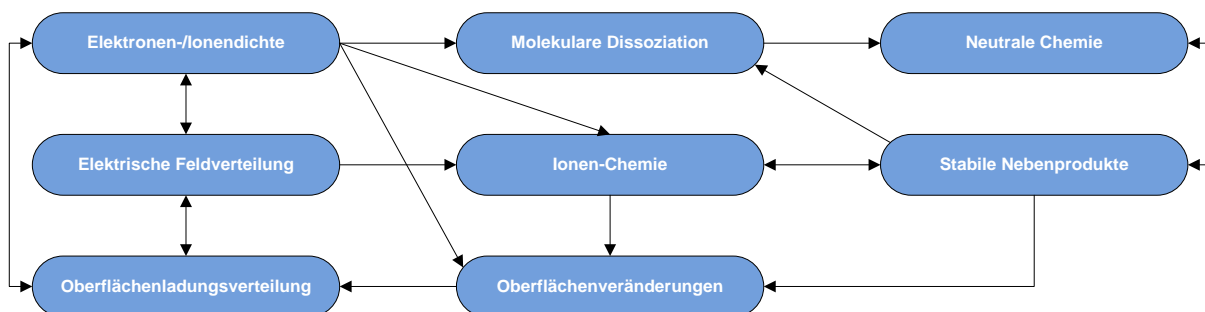 Elektronen-/Ionendichte
Molekulare Dissoziation
Neutrale Chemie
Elektrische Feldverteilung
Ionen-Chemie
Stabile Nebenprodukte
Oberflächenladungsverteilung
Oberflächenveränderungen